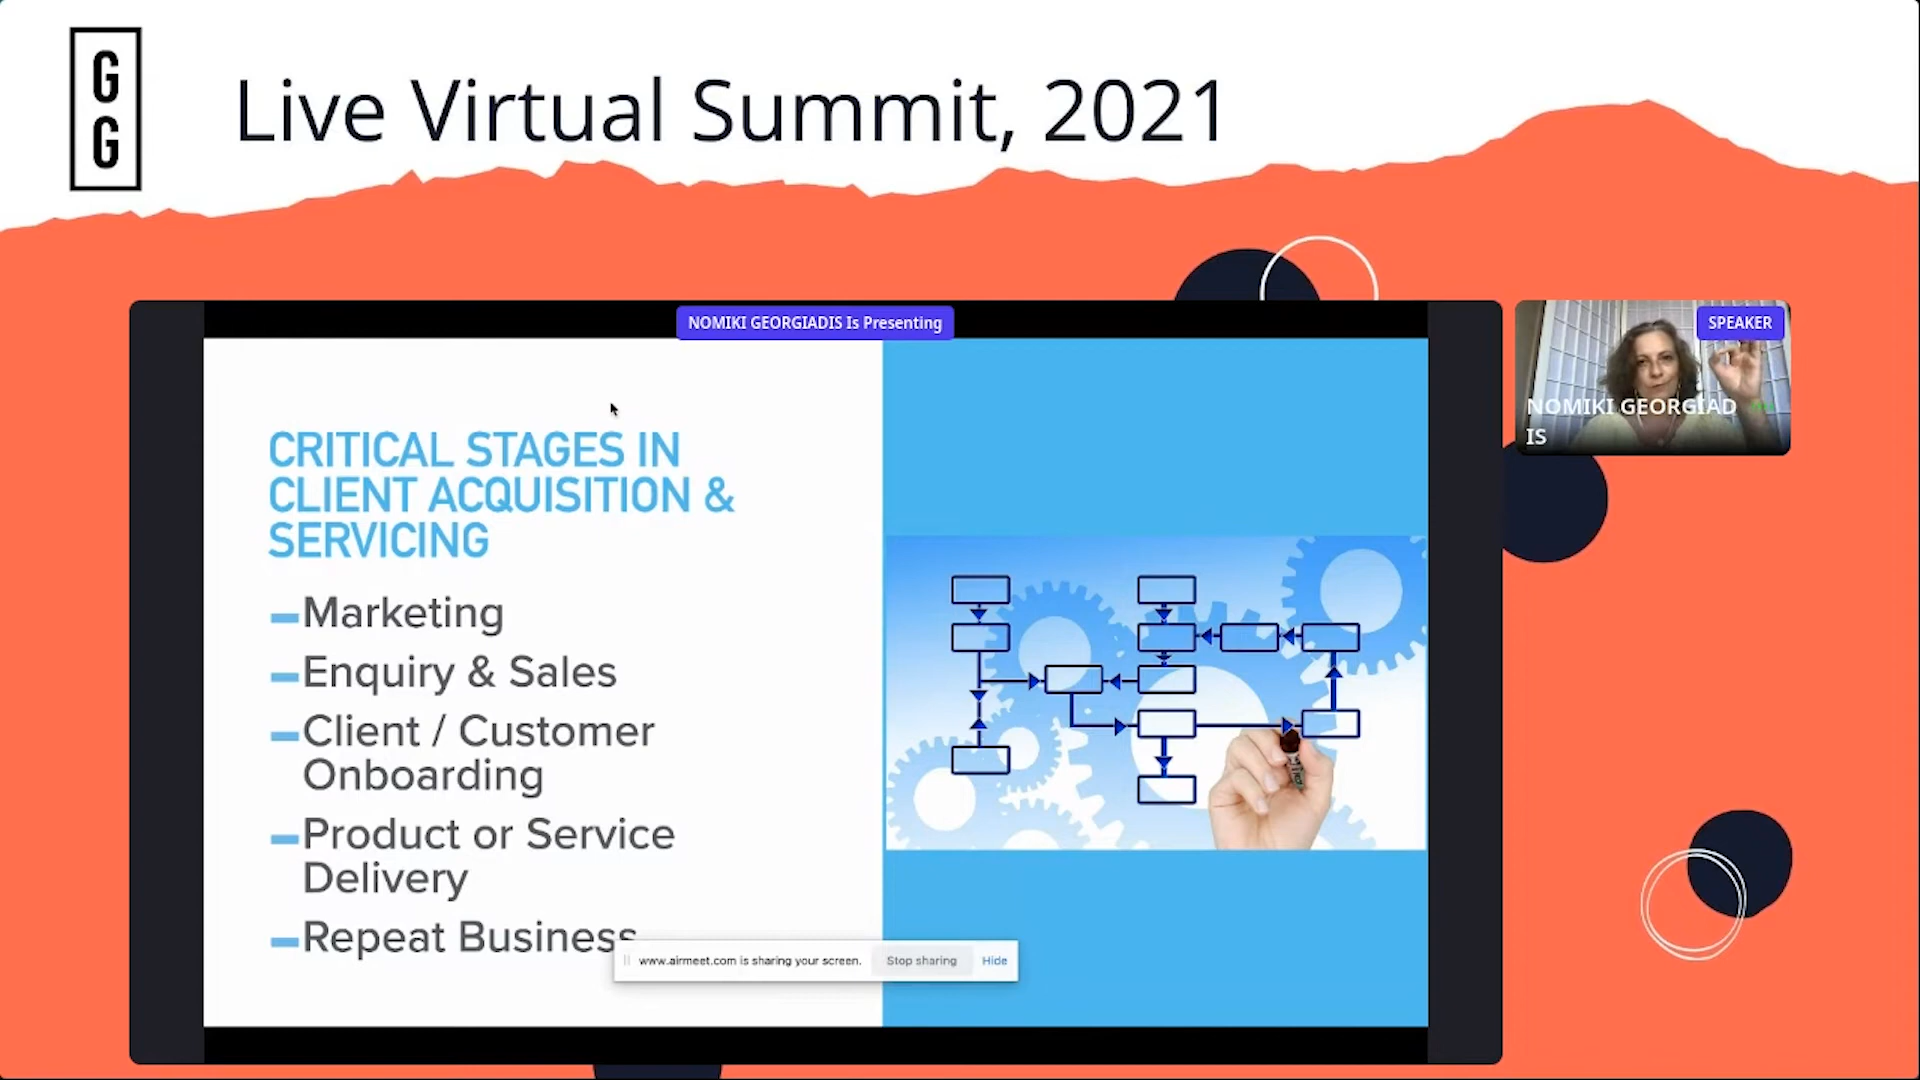 G
G
Live Virtual Summit, 2021
NOMIKI GEORGIADIS Is Presenting
SPEAKER
NOMIKI GEORGIAD
IS
CRITICAL STAGES IN
CLIENT ACQUISITION &
SERVICING
Marketing
Enquiry & Sales
Client / Customer
Onboarding
Product or Service
Delivery
Repeat Business
www.airmeet.com is sharing your screen.
Stop sharing
Hide